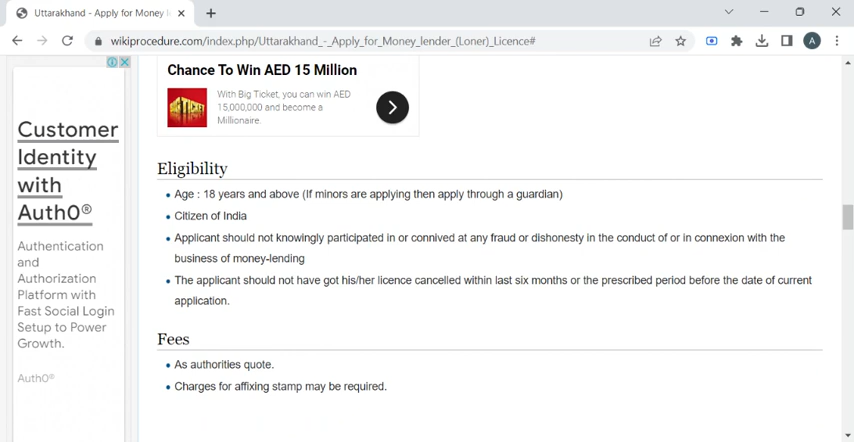 Uttarakhand - Apply for Money l
wikiprocedure.com/index.php/Uttarakhand_-_Apply_for_Money_lender_(Loner)_Licence#
A
Customer
Identity
with
Auth0®
Authentication
and
Authorization
Platform with
Fast Social Login
Setup to Power
Growth.
Auth0®
Chance To Win AED 15 Million
BIG TICKET
With Big Ticket, you can win AED
15,000,000 and become a
Millionaire.
Eligibility
Age : 18 years and above (If minors are applying then apply through a guardian)
Citizen of India
Applicant should not knowingly participated in or connived at any fraud or dishonesty in the conduct of or in connexion with the
business of money-lending
The applicant should not have got his/her licence cancelled within last six months or the prescribed period before the date of current
application.
Fees
As authorities quote.
Charges for affixing stamp may be required.